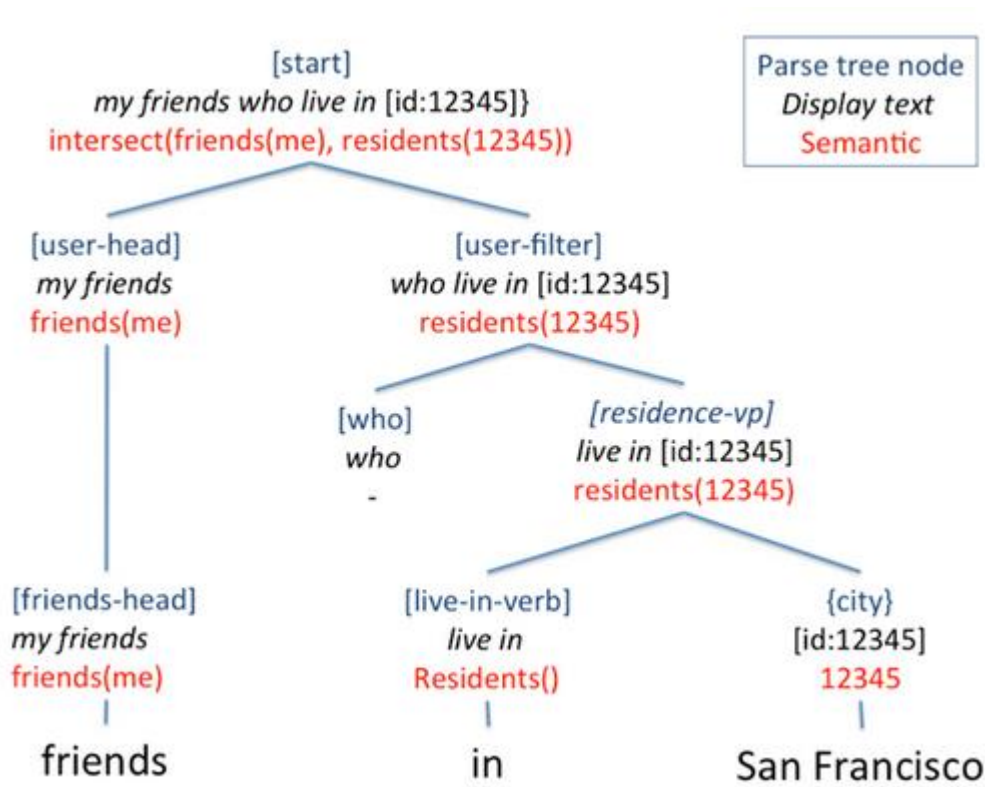 [start]
my friends who live in [id:12345]}
intersect(friends(me), residents(12345))
Parse tree node
Display text
Semantic
[user-head]
my friends
friends(me)
[user-filter]
who live in [id:12345]
residents(12345)
[who]
who
-
[residence-vp]
live in [id:12345]
residents(12345)
[friends-head]
my friends
friends(me)
[live-in-verb]
live in
Residents()
{city}
[id:12345]
12345
friends
in
San Francisco